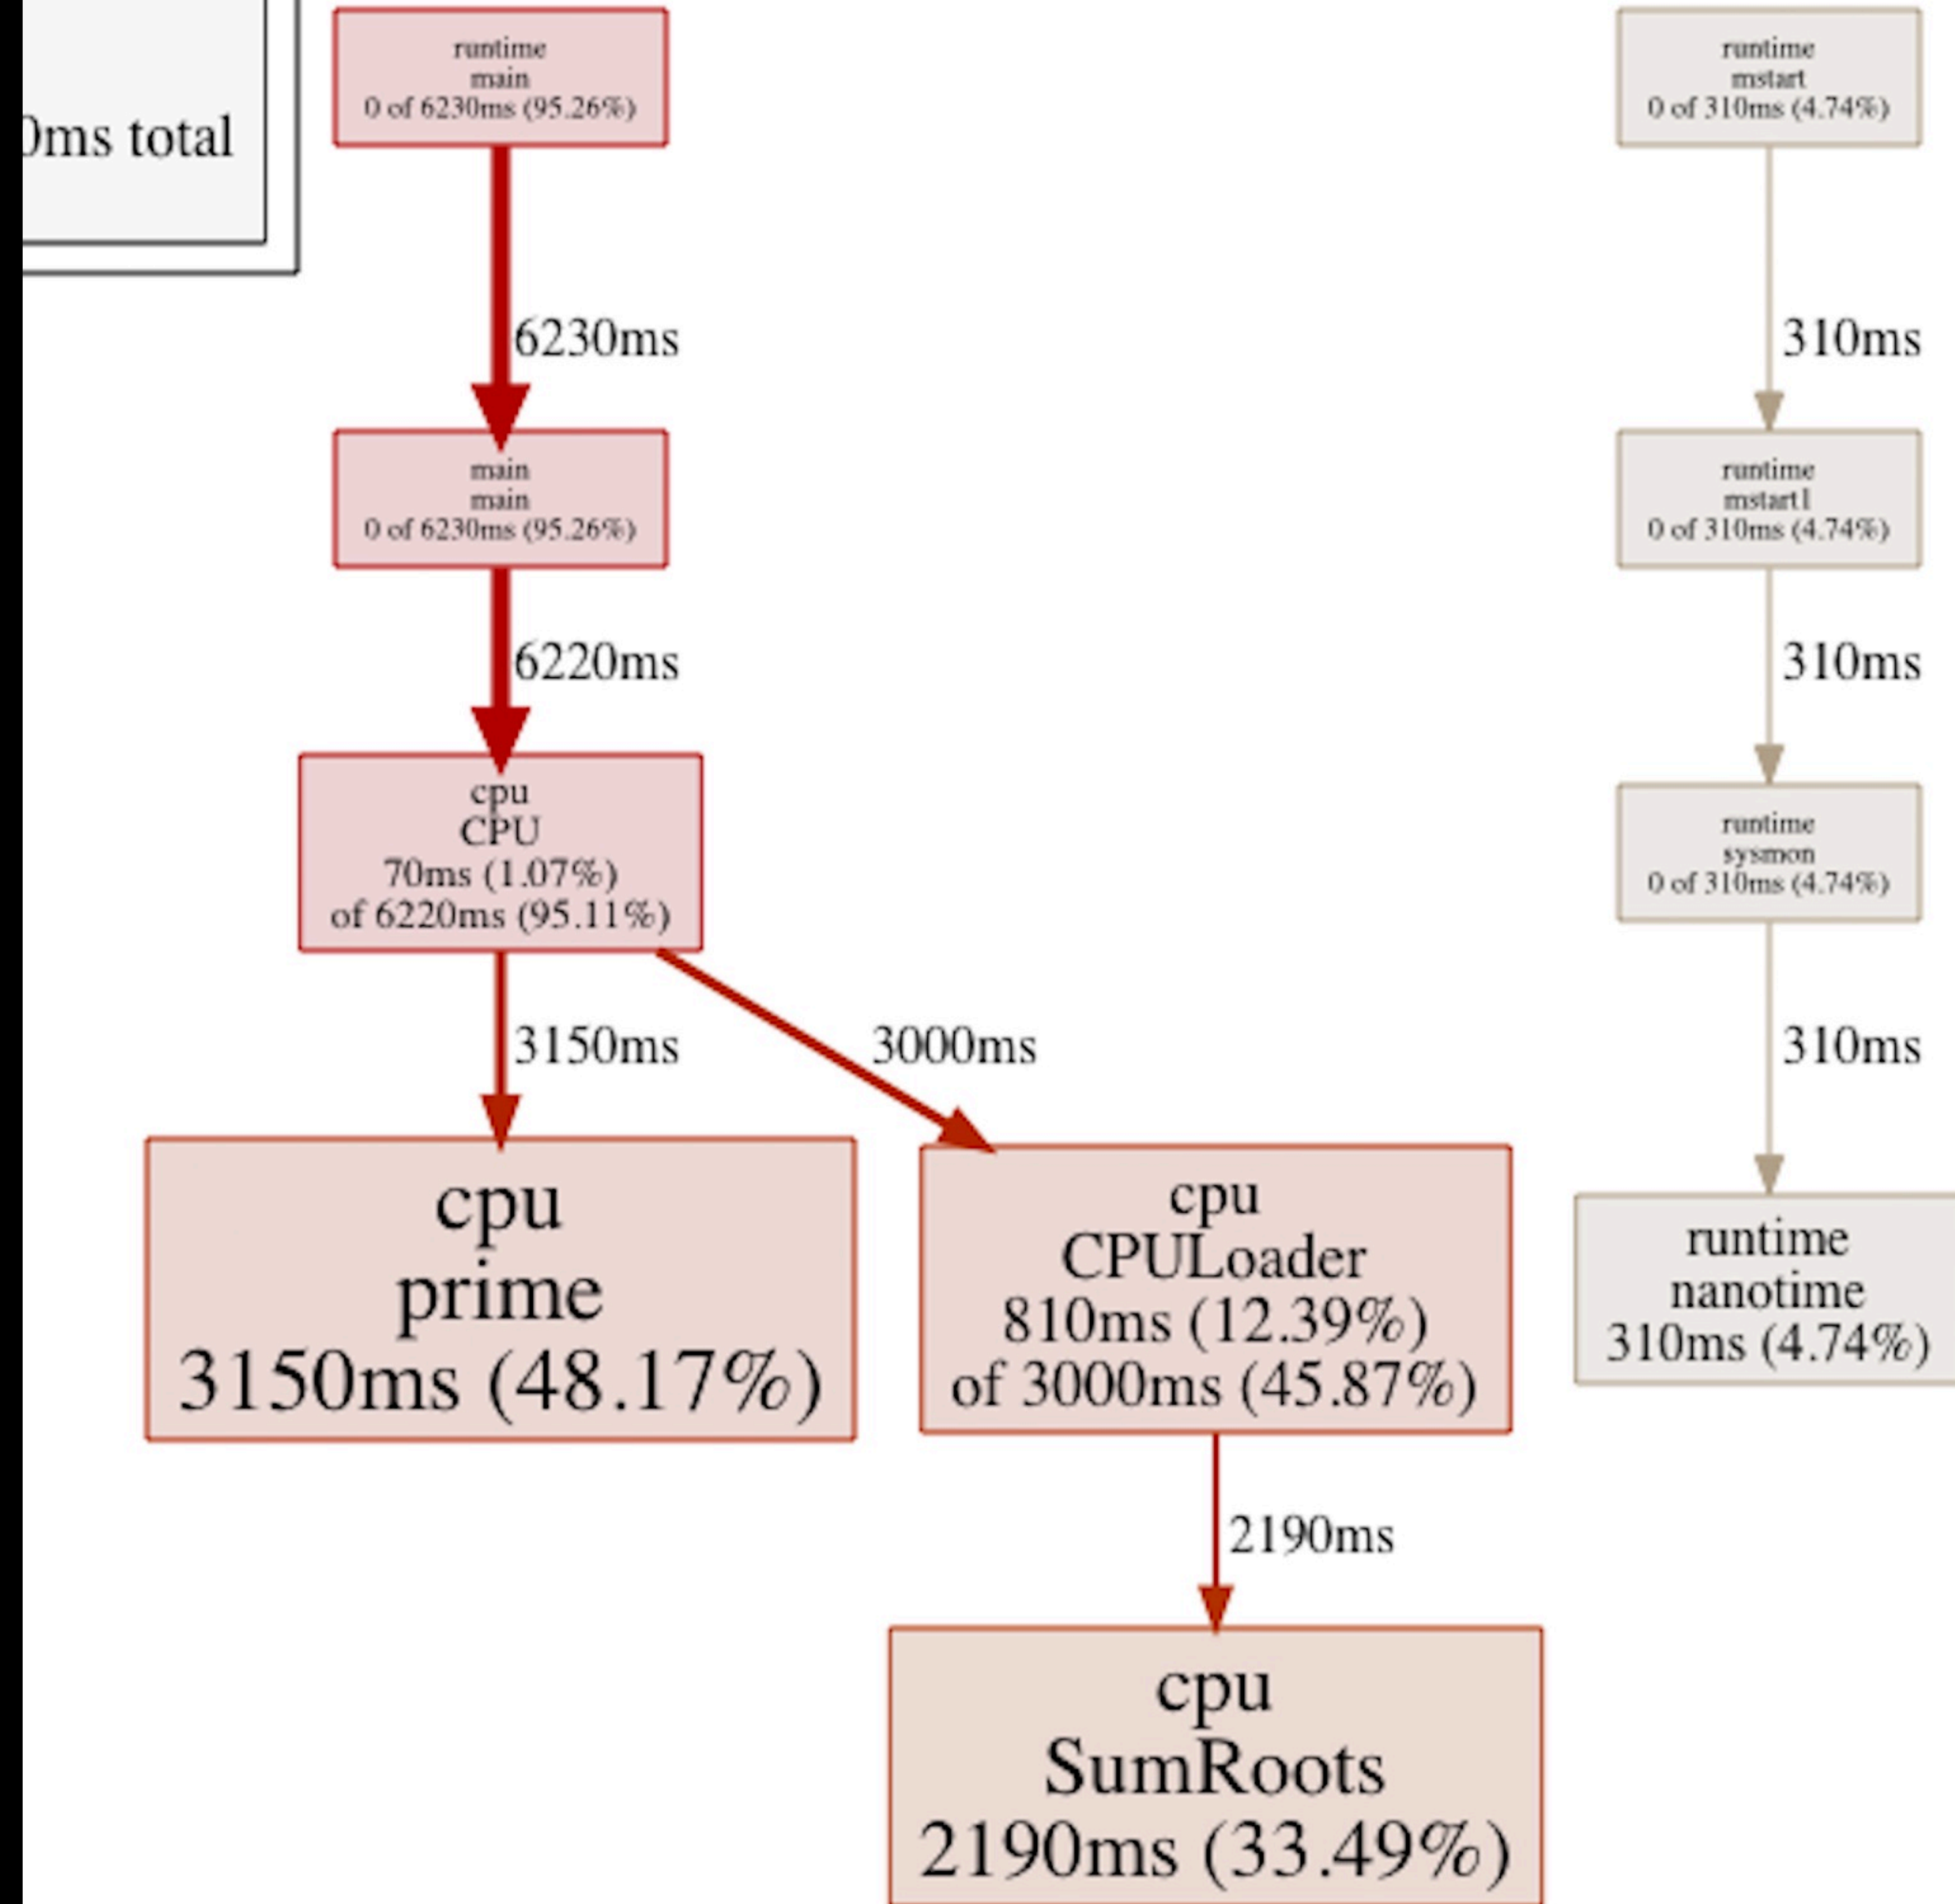 0ms total
runtime
main
0 of 6230ms (95.26%)
runtime
mstart
0 of 310ms (4.74%)
6230ms
310ms
main
main
0 of 6230ms (95.26%)
runtime
mstart1
0 of 310ms (4.74%)
6220ms
310ms
cpu
CPU
70ms (1.07%)
of 6220ms (95.11%)
runtime
sysmon
0 of 310ms (4.74%)
3150ms
3000ms
310ms
cpu
prime
3150ms (48.17%)
cpu
CPULoader
810ms (12.39%)
of 3000ms (45.87%)
runtime
nanotime
310ms (4.74%)
2190ms
cpu
SumRoots
2190ms (33.49%)